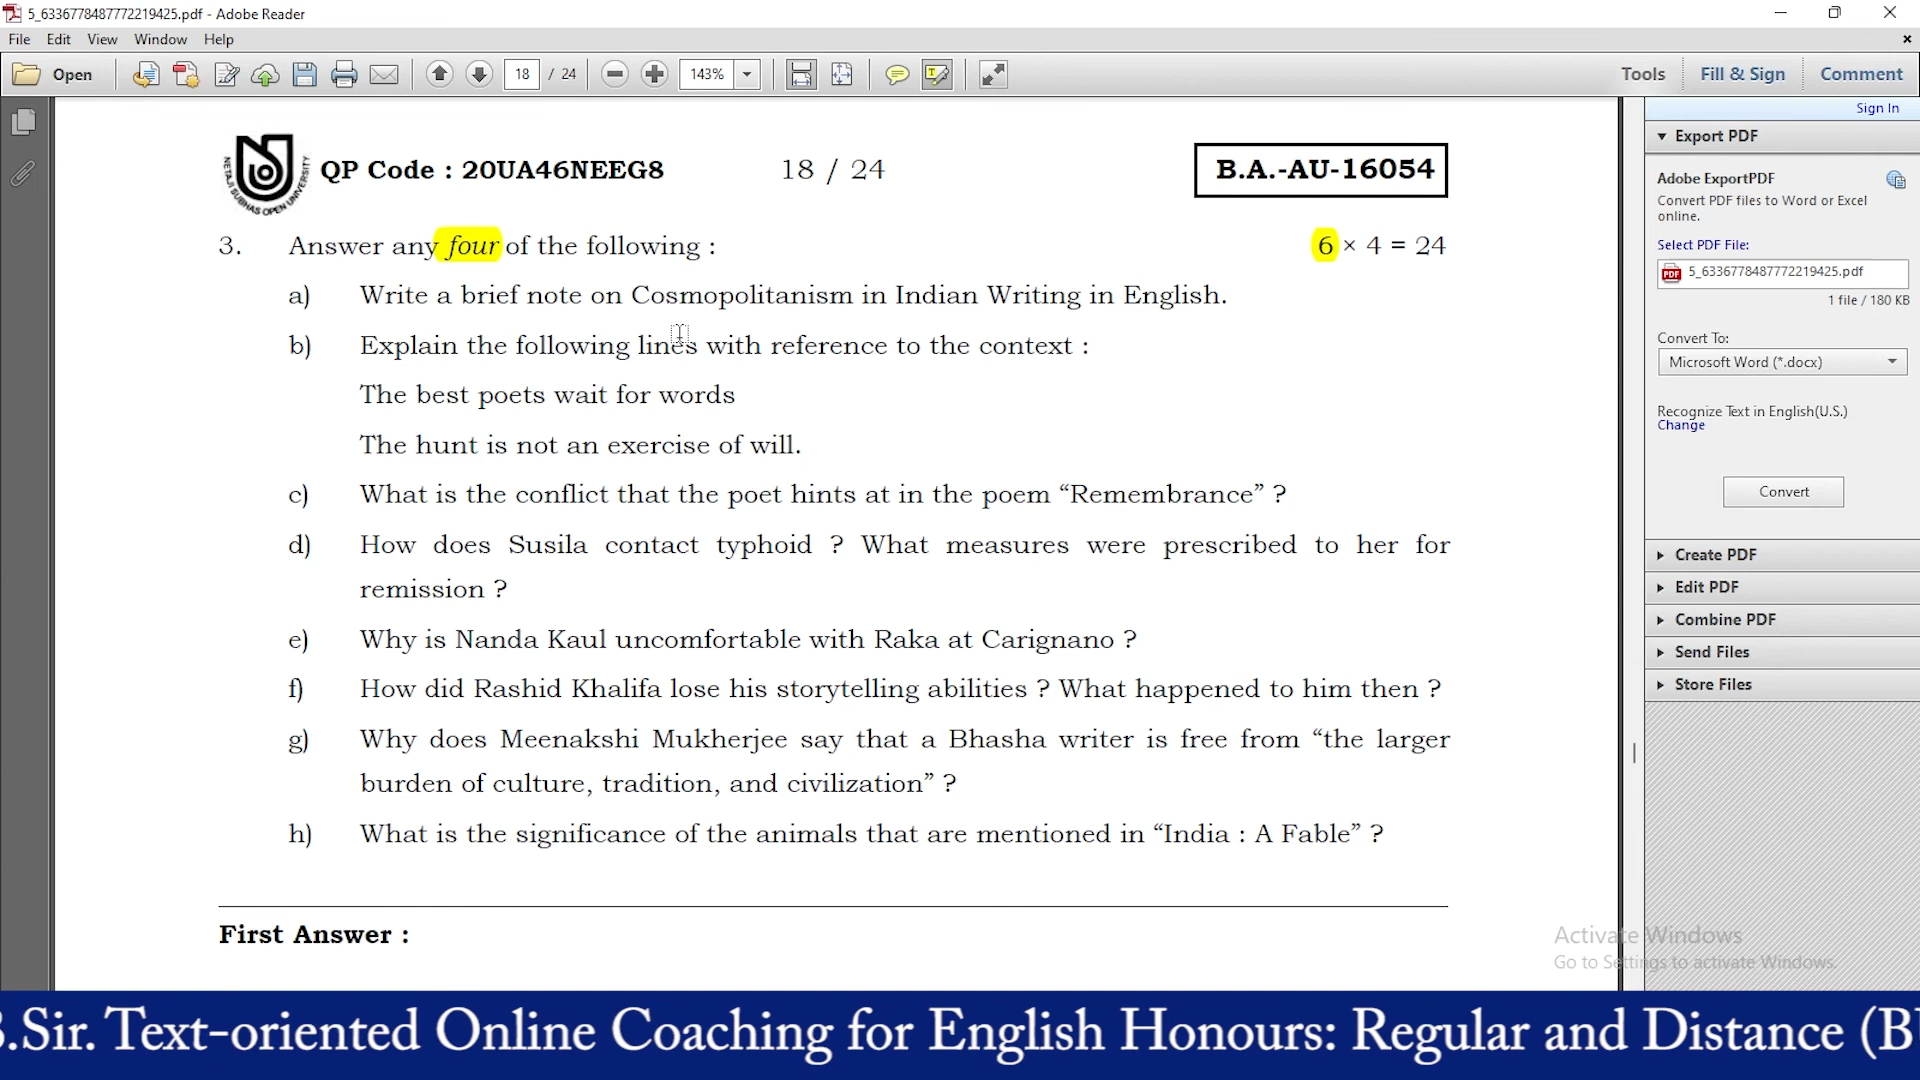 5_6336778487772219425.pdf - Adobe Reader
File Edit View Window Help
Open 18 / 24 143% Tools Fill & Sign Comment
Sign In
Export PDF
Adobe ExportPDF
Convert PDF files to Word or Excel
online.
Select PDF File:
5_6336778487772219425.pdf
1 file / 180 KB
Convert To:
Microsoft Word (*.docx)
Recognize Text in English(U.S.)
Change
Convert
Create PDF
Edit PDF
Combine PDF
Send Files
Store Files
NETAJI SUBHAS OPEN UNIVERSITY
QP Code : 20UA46NEEG8 18 / 24 B.A.-AU-16054
3. Answer any four of the following : 6 × 4 = 24
a) Write a brief note on Cosmopolitanism in Indian Writing in English.
b) Explain the following lines with reference to the context :
The best poets wait for words
The hunt is not an exercise of will.
c) What is the conflict that the poet hints at in the poem “Remembrance” ?
d) How does Susila contact typhoid ? What measures were prescribed to her for
remission ?
e) Why is Nanda Kaul uncomfortable with Raka at Carignano ?
f) How did Rashid Khalifa lose his storytelling abilities ? What happened to him then ?
g) Why does Meenakshi Mukherjee say that a Bhasha writer is free from “the larger
burden of culture, tradition, and civilization” ?
h) What is the significance of the animals that are mentioned in “India : A Fable” ?
First Answer :
Activate Windows
Go to Settings to activate Windows.
.Sir. Text-oriented Online Coaching for English Honours: Regular and Distance (B